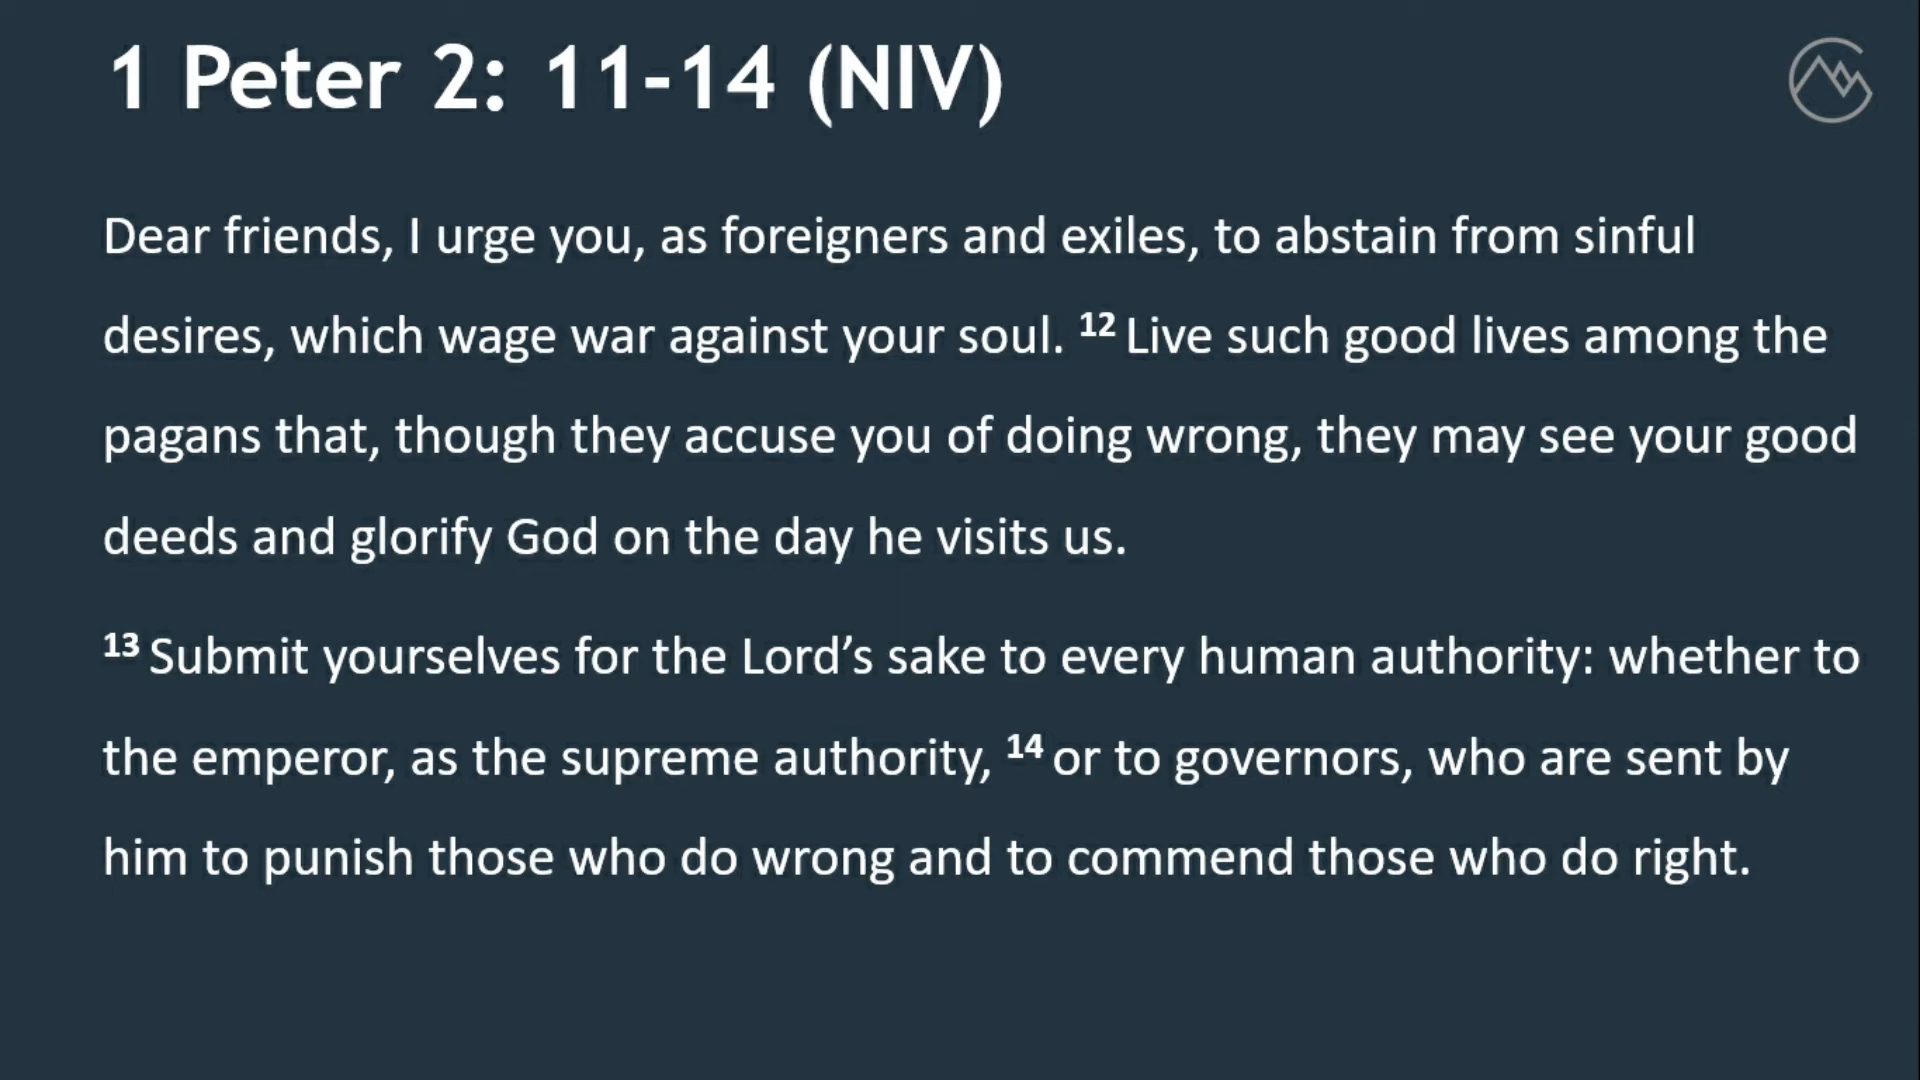 1 Peter 2: 11-14 (NIV)
Dear friends, I urge you, as foreigners and exiles, to abstain from sinful
desires, which wage war against your soul. 12 Live such good lives among the
pagans that, though they accuse you of doing wrong, they may see your good
deeds and glorify God on the day he visits us.
13 Submit yourselves for the Lord’s sake to every human authority: whether to
the emperor, as the supreme authority, 14 or to governors, who are sent by
him to punish those who do wrong and to commend those who do right.